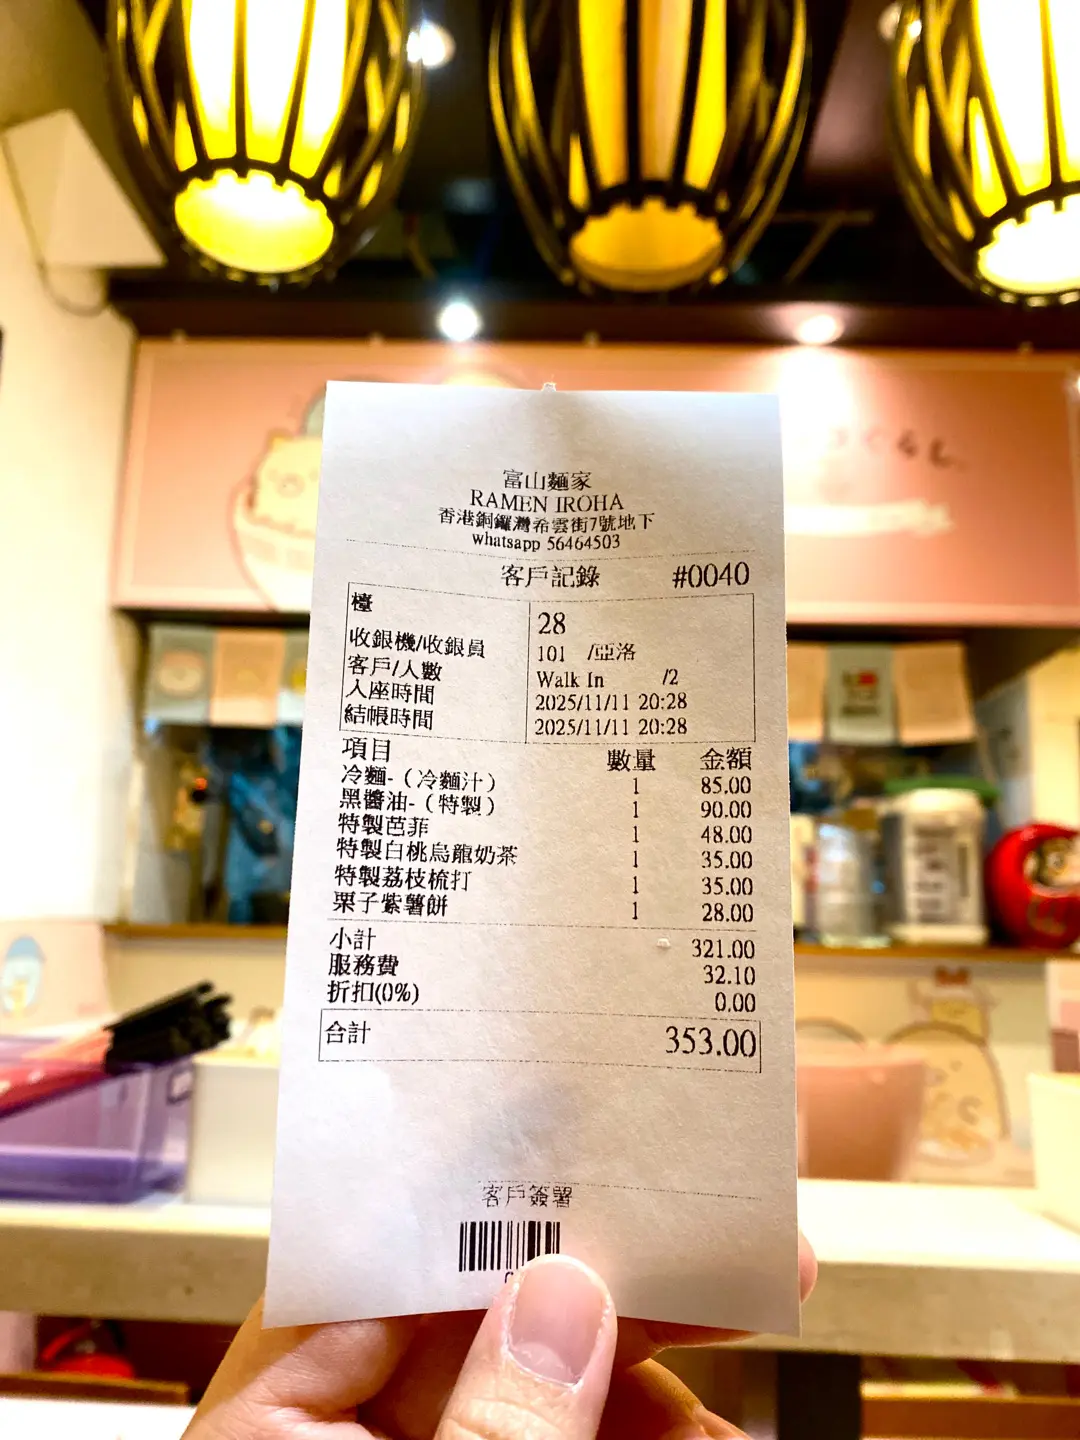 富山麵家
RAMEN IROHA
香港銅鑼灣希雲街7號地下
whatsapp 56464503
客戶記錄 #0040
檯 28
收銀機/收銀員 101 /亞洛
客戶/人數 Walk In /2
入座時間 2025/11/11 20:28
結帳時間 2025/11/11 20:28
項目 數量 金額
冷麵-（冷麵汁） 1 85.00
黑醬油-（特製） 1 90.00
特製芭菲 1 48.00
特製白桃烏龍奶茶 1 35.00
特製荔枝梳打 1 35.00
栗子紫薯餅 1 28.00
小計 321.00
服務費 32.10
折扣(0%) 0.00
合計 353.00
客戶簽署